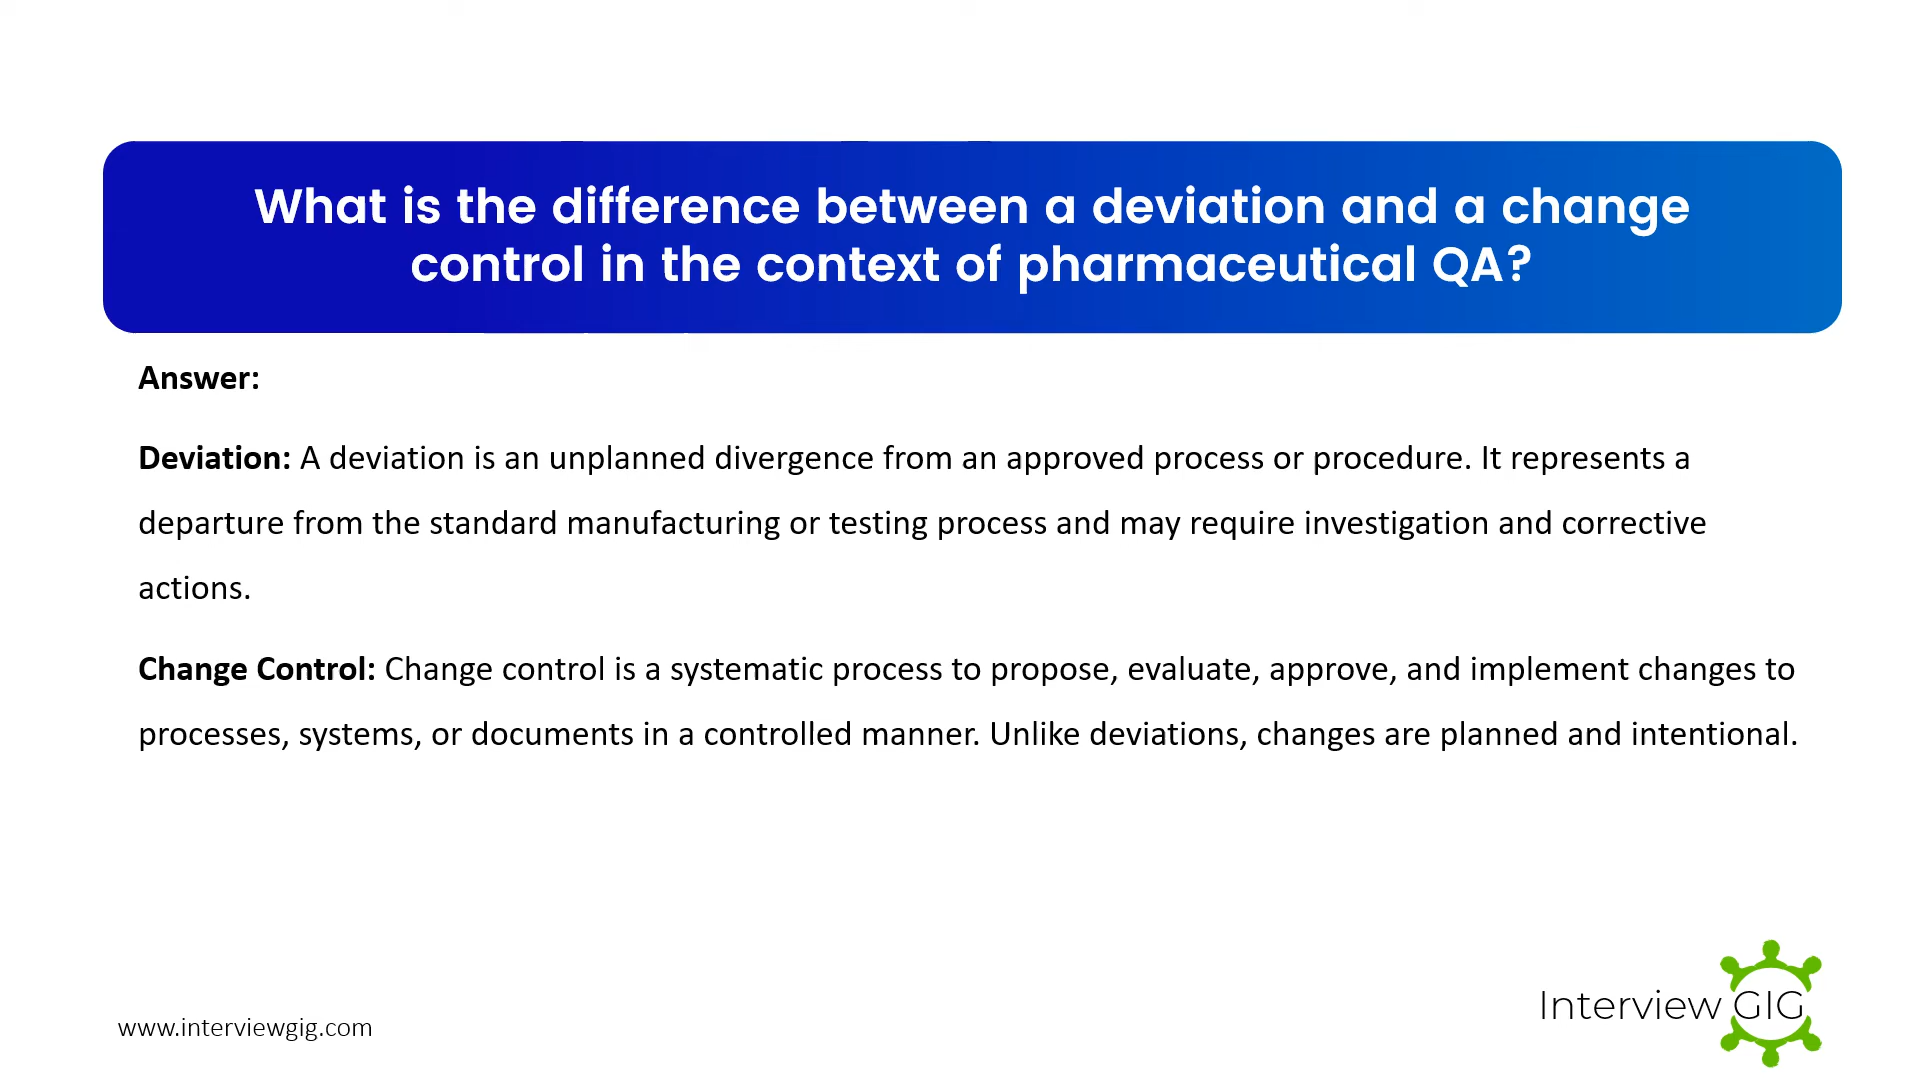 What is the difference between a deviation and a change
control in the context of pharmaceutical QA?
Answer:
Deviation: A deviation is an unplanned divergence from an approved process or procedure. It represents a
departure from the standard manufacturing or testing process and may require investigation and corrective
actions.
Change Control: Change control is a systematic process to propose, evaluate, approve, and implement changes to
processes, systems, or documents in a controlled manner. Unlike deviations, changes are planned and intentional.
Interview GIG
www.interviewgig.com